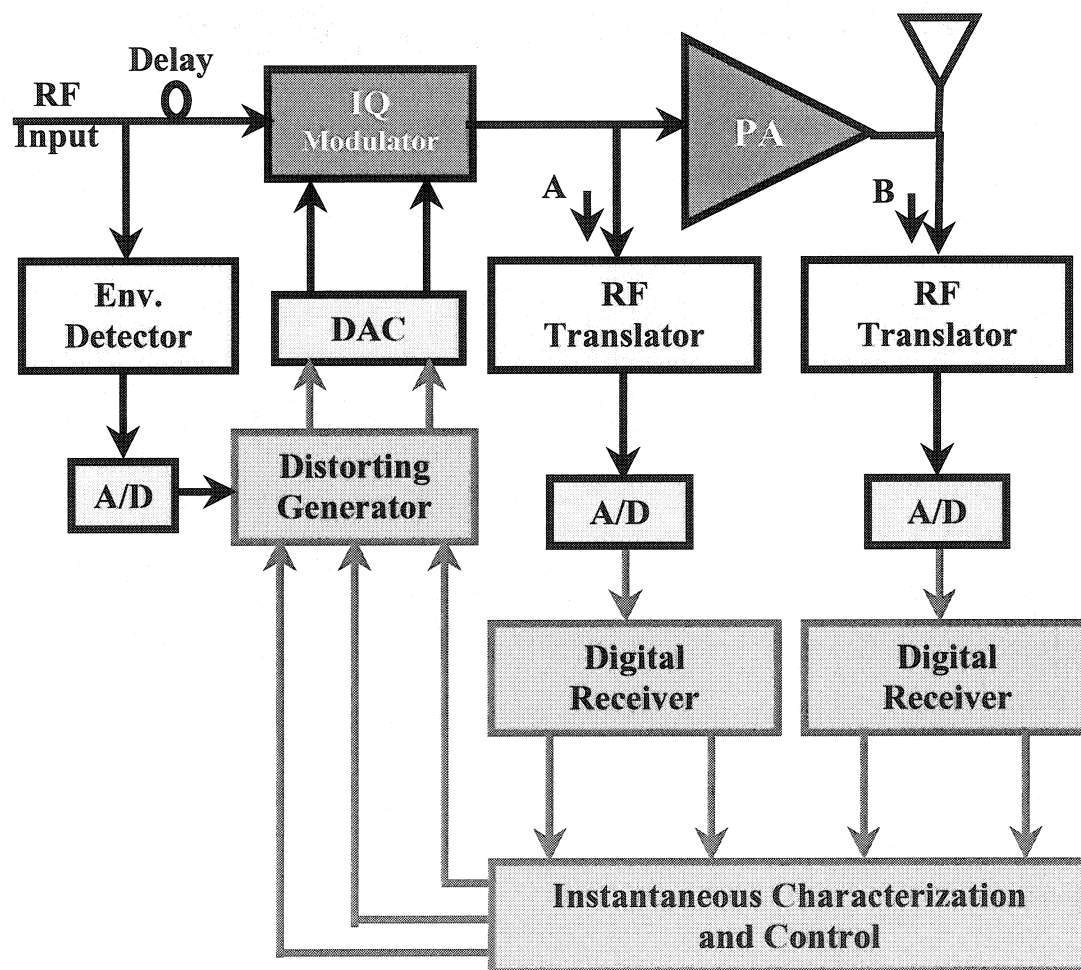 Delay
RF
Input
IQ
Modulator
PA
A
B
Env.
Detector
DAC
RF
Translator
RF
Translator
A/D
Distorting
Generator
A/D
A/D
Digital
Receiver
Digital
Receiver
Instantaneous Characterization
and Control